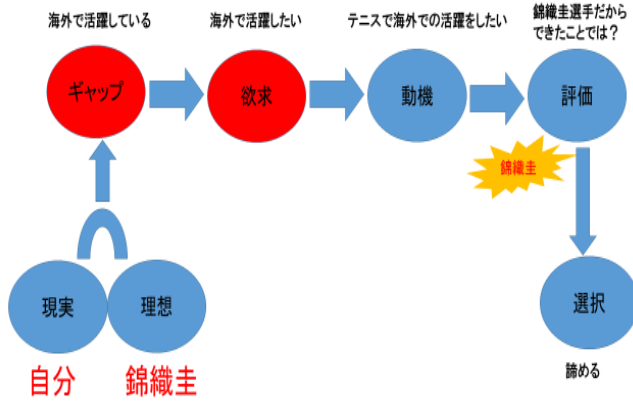 海外で活躍している
海外で活躍したい
テニスで海外での活躍をしたい
錦織圭選手だから
できたことでは？
ギャップ
欲求
動機
評価
錦織圭
現実
理想
選択
自分
錦織圭
諦める